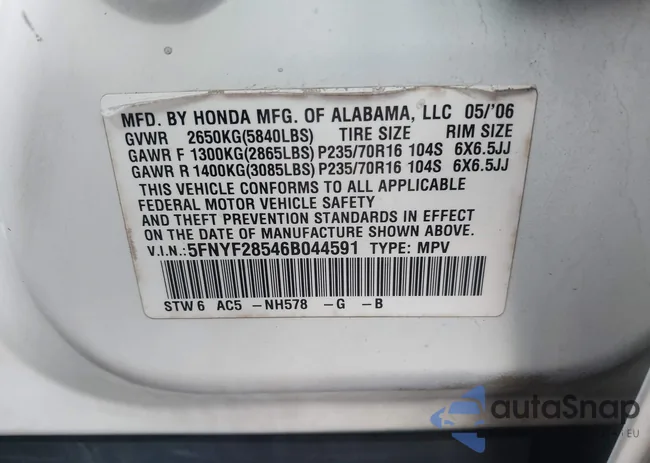 MFD. BY HONDA MFG. OF ALABAMA, LLC 05/'06
GVWR 2650KG(5840LBS) TIRE SIZE RIM SIZE
GAWR F 1300KG(2865LBS) P235/70R16 104S 6X6.5JJ
GAWR R 1400KG(3085LBS) P235/70R16 104S 6X6.5JJ
THIS VEHICLE CONFORMS TO ALL APPLICABLE
FEDERAL MOTOR VEHICLE SAFETY
AND THEFT PREVENTION STANDARDS IN EFFECT
ON THE DATE OF MANUFACTURE SHOWN ABOVE.
V.I.N.:5FNYF28546B044591 TYPE: MPV
STW 6 AC5 -NH578 -G -B
autaSnap
EU